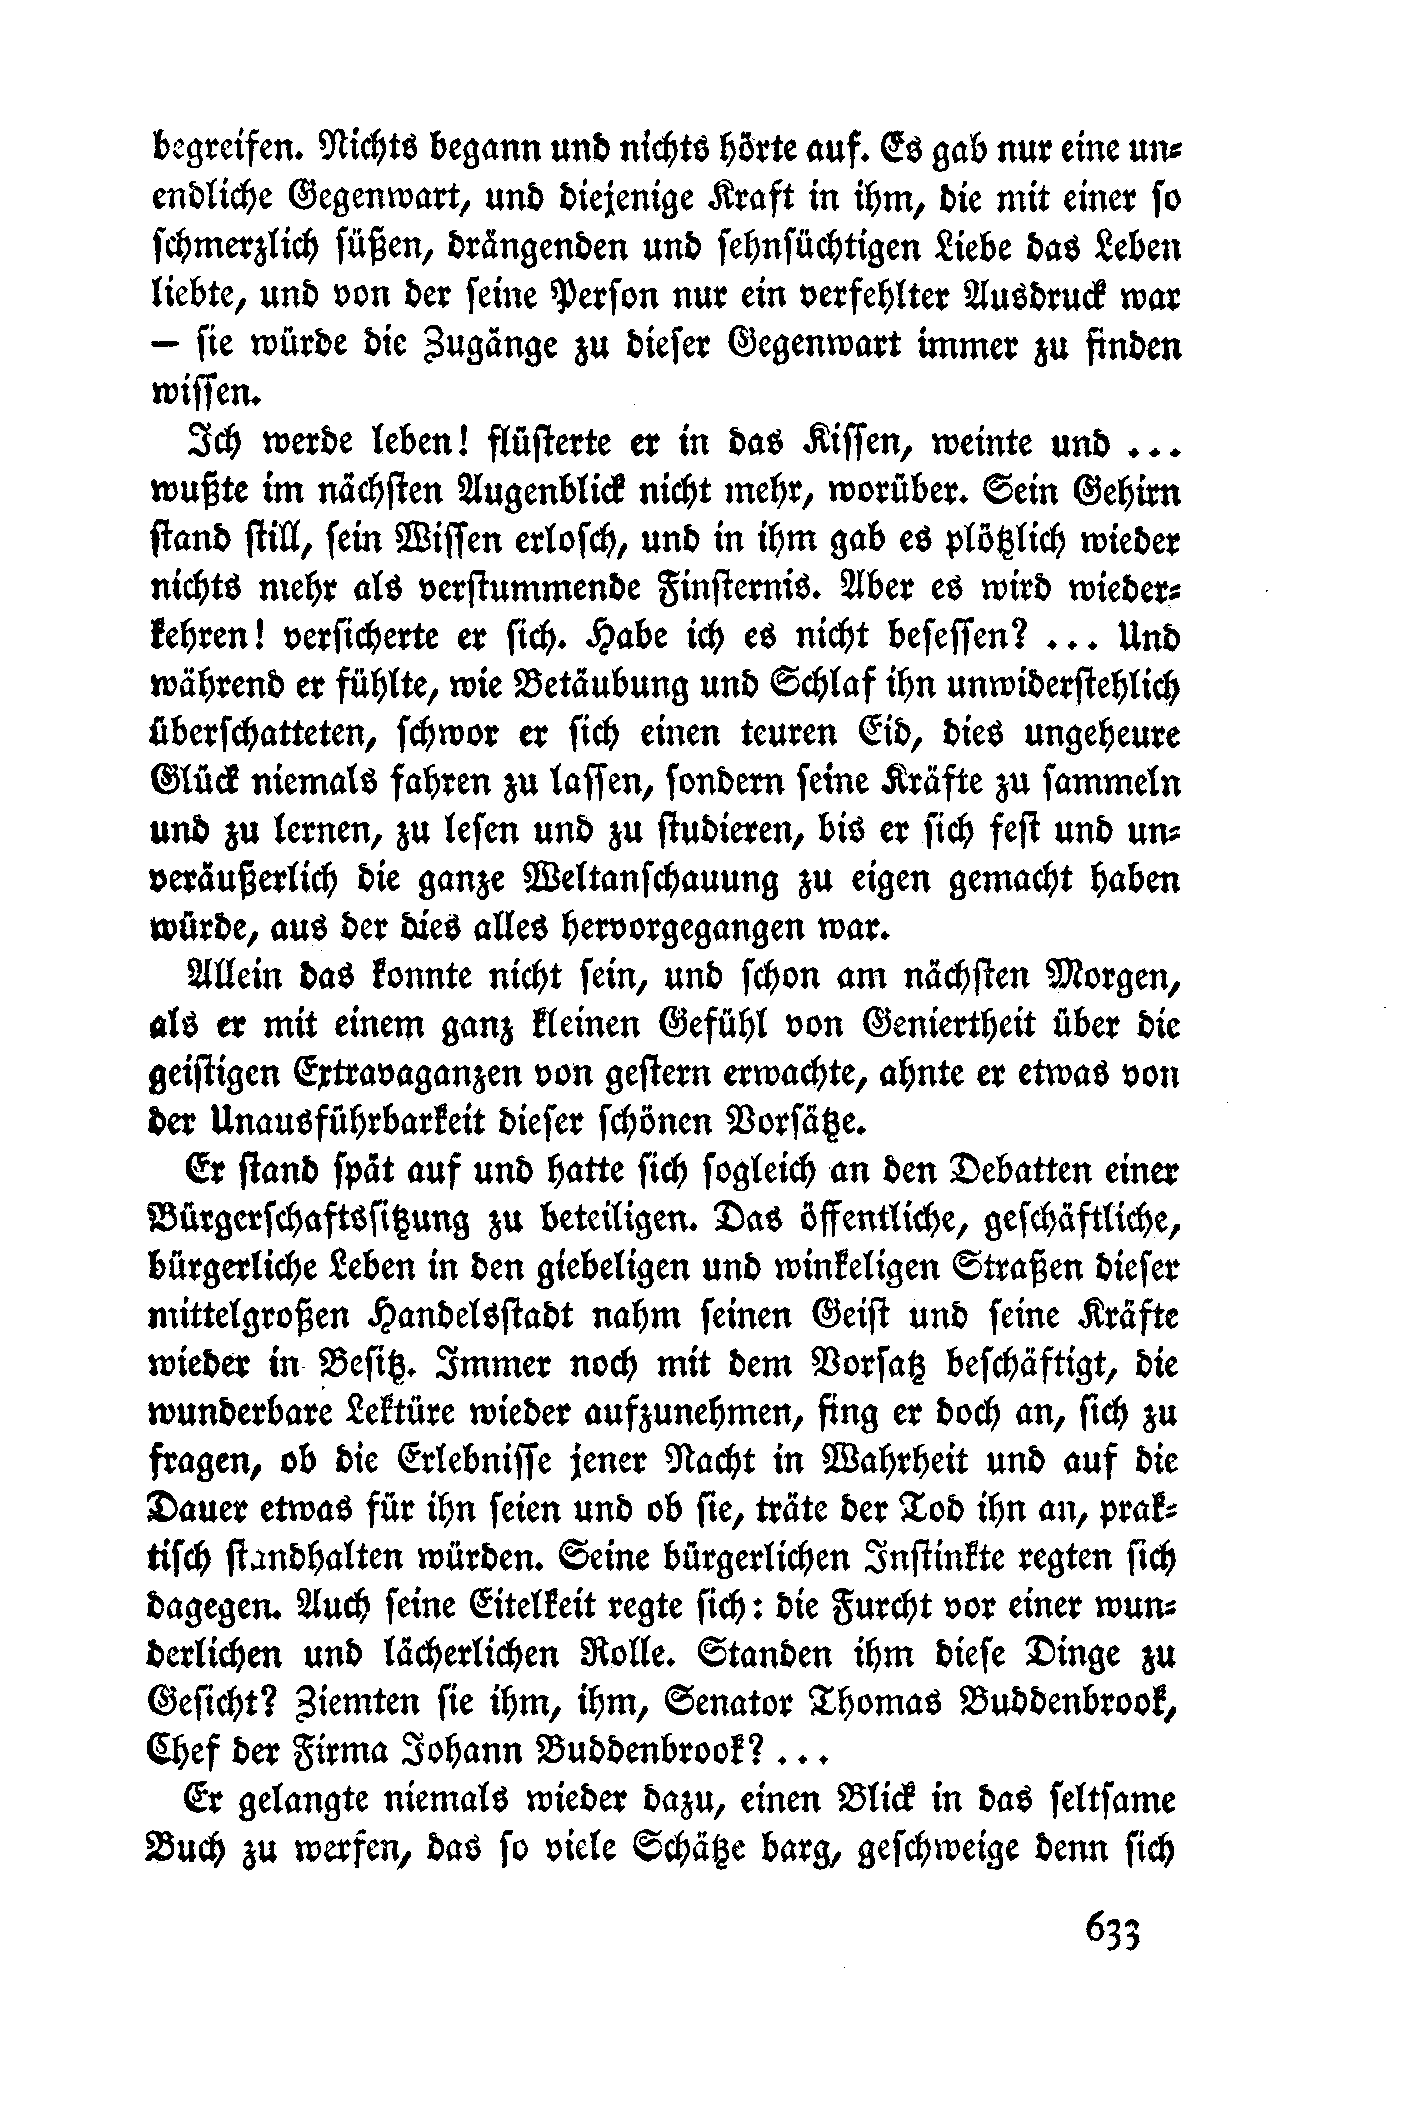 begreifen. Nichts begann und nichts hörte auf. Es gab nur eine un-
endliche Gegenwart, und diejenige Kraft in ihm, die mit einer so
schmerzlich süßen, drängenden und sehnsüchtigen Liebe das Leben
liebte, und von der seine Person nur ein verfehlter Ausdruck war
— sie würde die Zugänge zu dieser Gegenwart immer zu finden
wissen.
Ich werde leben! flüsterte er in das Kissen, weinte und ...
wußte im nächsten Augenblick nicht mehr, worüber. Sein Gehirn
stand still, sein Wissen erlosch, und in ihm gab es plötzlich wieder
nichts mehr als verstummende Finsternis. Aber es wird wieder-
kehren! versicherte er sich. Habe ich es nicht besessen? ... Und
während er fühlte, wie Betäubung und Schlaf ihn unwiderstehlich
überschatteten, schwor er sich einen teuren Eid, dies ungeheure
Glück niemals fahren zu lassen, sondern seine Kräfte zu sammeln
und zu lernen, zu lesen und zu studieren, bis er sich fest und un-
veräußerlich die ganze Weltanschauung zu eigen gemacht haben
würde, aus der dies alles hervorgegangen war.
Allein das konnte nicht sein, und schon am nächsten Morgen,
als er mit einem ganz kleinen Gefühl von Geniertheit über die
geistigen Extravaganzen von gestern erwachte, ahnte er etwas von
der Unausführbarkeit dieser schönen Vorsätze.
Er stand spät auf und hatte sich sogleich an den Debatten einer
Bürgerschaftssitzung zu beteiligen. Das öffentliche, geschäftliche,
bürgerliche Leben in den giebeligen und winkeligen Straßen dieser
mittelgroßen Handelsstadt nahm seinen Geist und seine Kräfte
wieder in Besitz. Immer noch mit dem Vorsatz beschäftigt, die
wunderbare Lektüre wieder aufzunehmen, fing er doch an, sich zu
fragen, ob die Erlebnisse jener Nacht in Wahrheit und auf die
Dauer etwas für ihn seien und ob sie, träte der Tod ihn an, prak-
tisch standhalten würden. Seine bürgerlichen Instinkte regten sich
dagegen. Auch seine Eitelkeit regte sich: die Furcht vor einer wun-
derlichen und lächerlichen Rolle. Standen ihm diese Dinge zu
Gesicht? Ziemten sie ihm, ihm, Senator Thomas Buddenbrook,
Chef der Firma Johann Buddenbrook? ...
Er gelangte niemals wieder dazu, einen Blick in das seltsame
Buch zu werfen, das so viele Schätze barg, geschweige denn sich
633